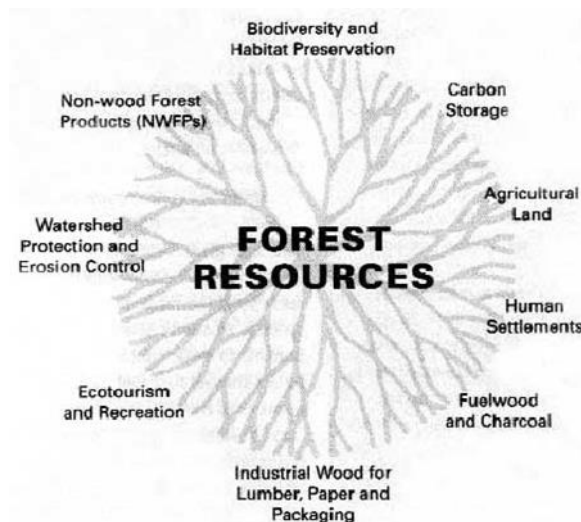 Biodiversity and
Habitat Preservation
Carbon
Storage
Agricultural
Land
Human
Settlements
Fuelwood
and Charcoal
Industrial Wood for
Lumber, Paper and
Packaging
Ecotourism
and Recreation
Watershed
Protection and
Erosion Control
Non-wood Forest
Products (NWFPs)
FOREST
RESOURCES